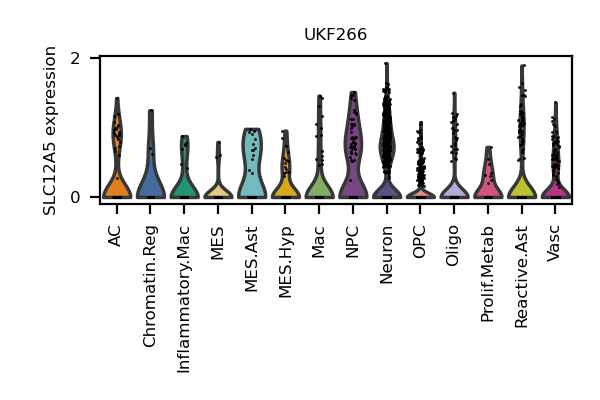 UKF266
SLC12A5 expression
2
0
AC
Chromatin.Reg
Inflammatory.Mac
MES
MES.Ast
MES.Hyp
Mac
NPC
Neuron
OPC
Oligo
Prolif.Metab
Reactive.Ast
Vasc